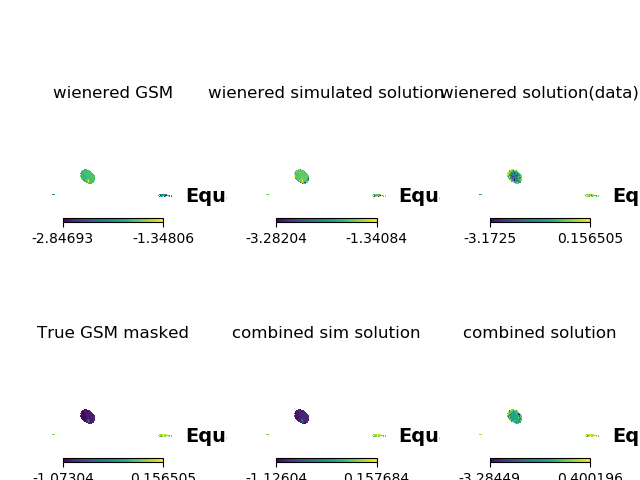 wienered GSM
wienered simulated solution
wienered solution(data)
Equ
Equ
Eq
-2.84693
-1.34806
-3.28204
-1.34084
-3.1725
0.156505
True GSM masked
combined sim solution
combined solution
Equ
Equ
Eq
-1.07304
0.156505
-1.12604
0.157684
-3.28449
0.400196